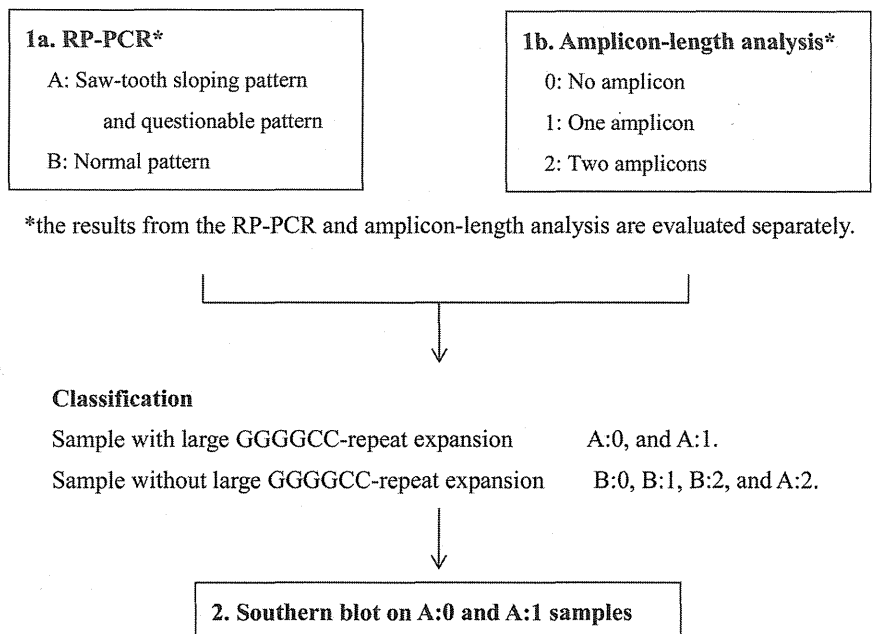 1a. RP-PCR*
A: Saw-tooth sloping pattern
and questionable pattern
B: Normal pattern
1b. Amplicon-length analysis*
0: No amplicon
1: One amplicon
2: Two amplicons
*the results from the RP-PCR and amplicon-length analysis are evaluated separately.
Classification
Sample with large GGGGCC-repeat expansion A:0, and A:1.
Sample without large GGGGCC-repeat expansion B:0, B:1, B:2, and A:2.
2. Southern blot on A:0 and A:1 samples